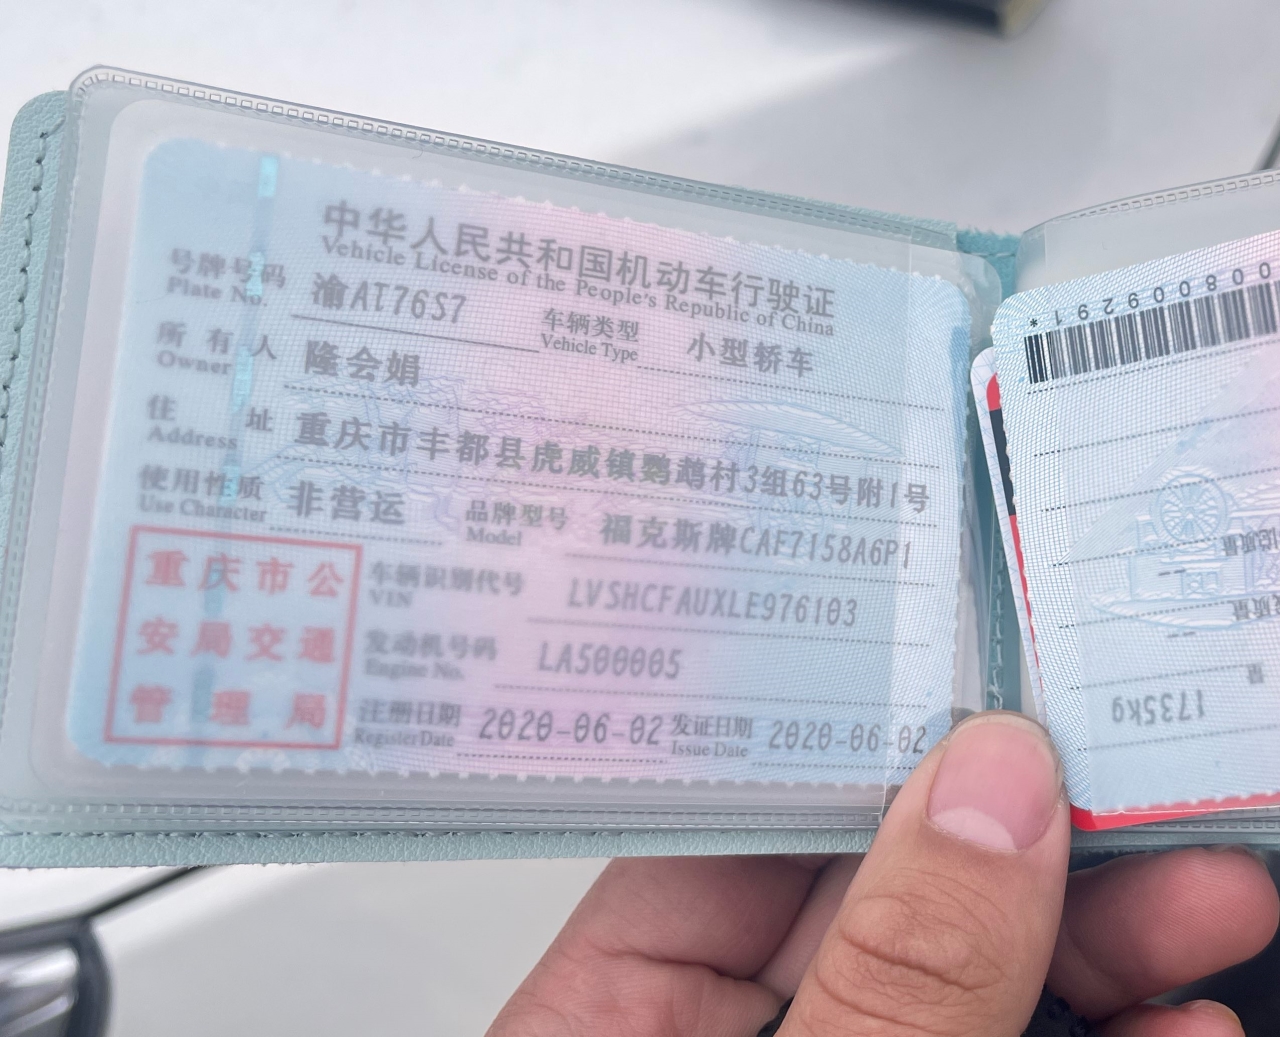 中华人民共和国机动车行驶证
Vehicle License of the People's Republic of China
号牌号码 渝AT76S7 车辆类型 小型轿车
Plate No. Vehicle Type
所有人 隆会娟
Owner
住址 重庆市丰都县虎威镇鹦鹉村3组63号附1号
Address
使用性质 非营运 品牌型号 福克斯牌CAF7158A6P1
Use Character Model
重庆市公
安局交通
管理局
车辆识别代号 LVSHCFAUXLE976103
VIN
发动机号码 LA500005
Engine No.
注册日期 2020-06-02 发证日期 2020-06-02
Register Date Issue Date
1735kg